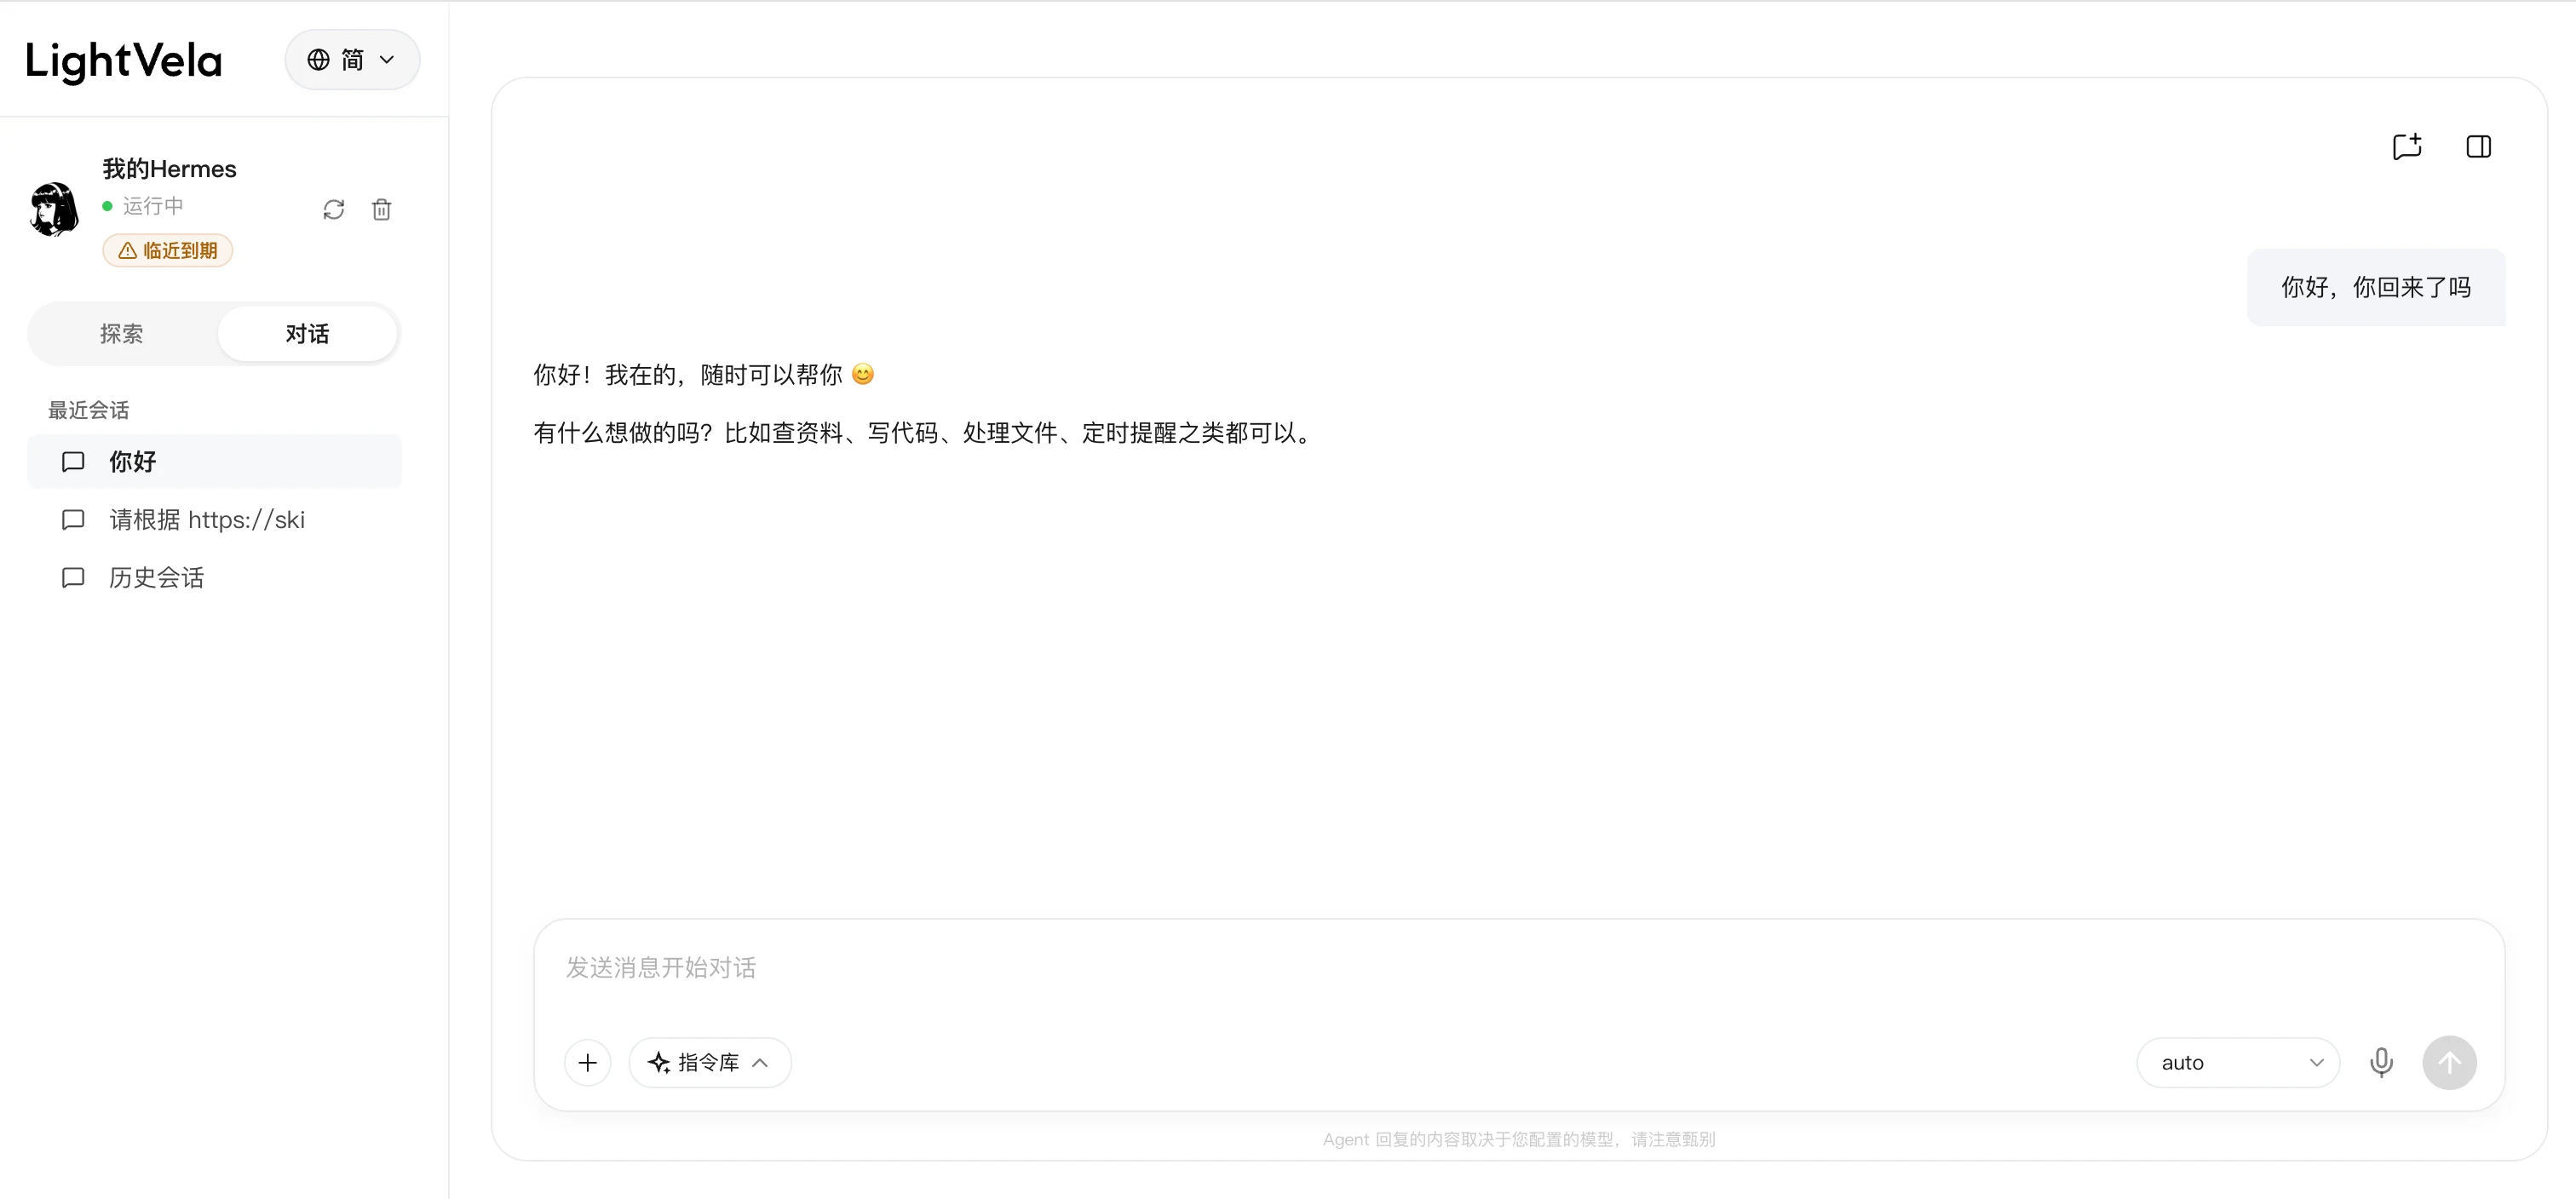 LightVela
简
我的Hermes
运行中
临近到期
探索
对话
最近会话
你好
请根据 https://ski
历史会话
你好，你回来了吗
你好！我在的，随时可以帮你 😊
有什么想做的吗？比如查资料、写代码、处理文件、定时提醒之类都可以。
发送消息开始对话
指令库
auto
Agent 回复的内容取决于您配置的模型，请注意甄别